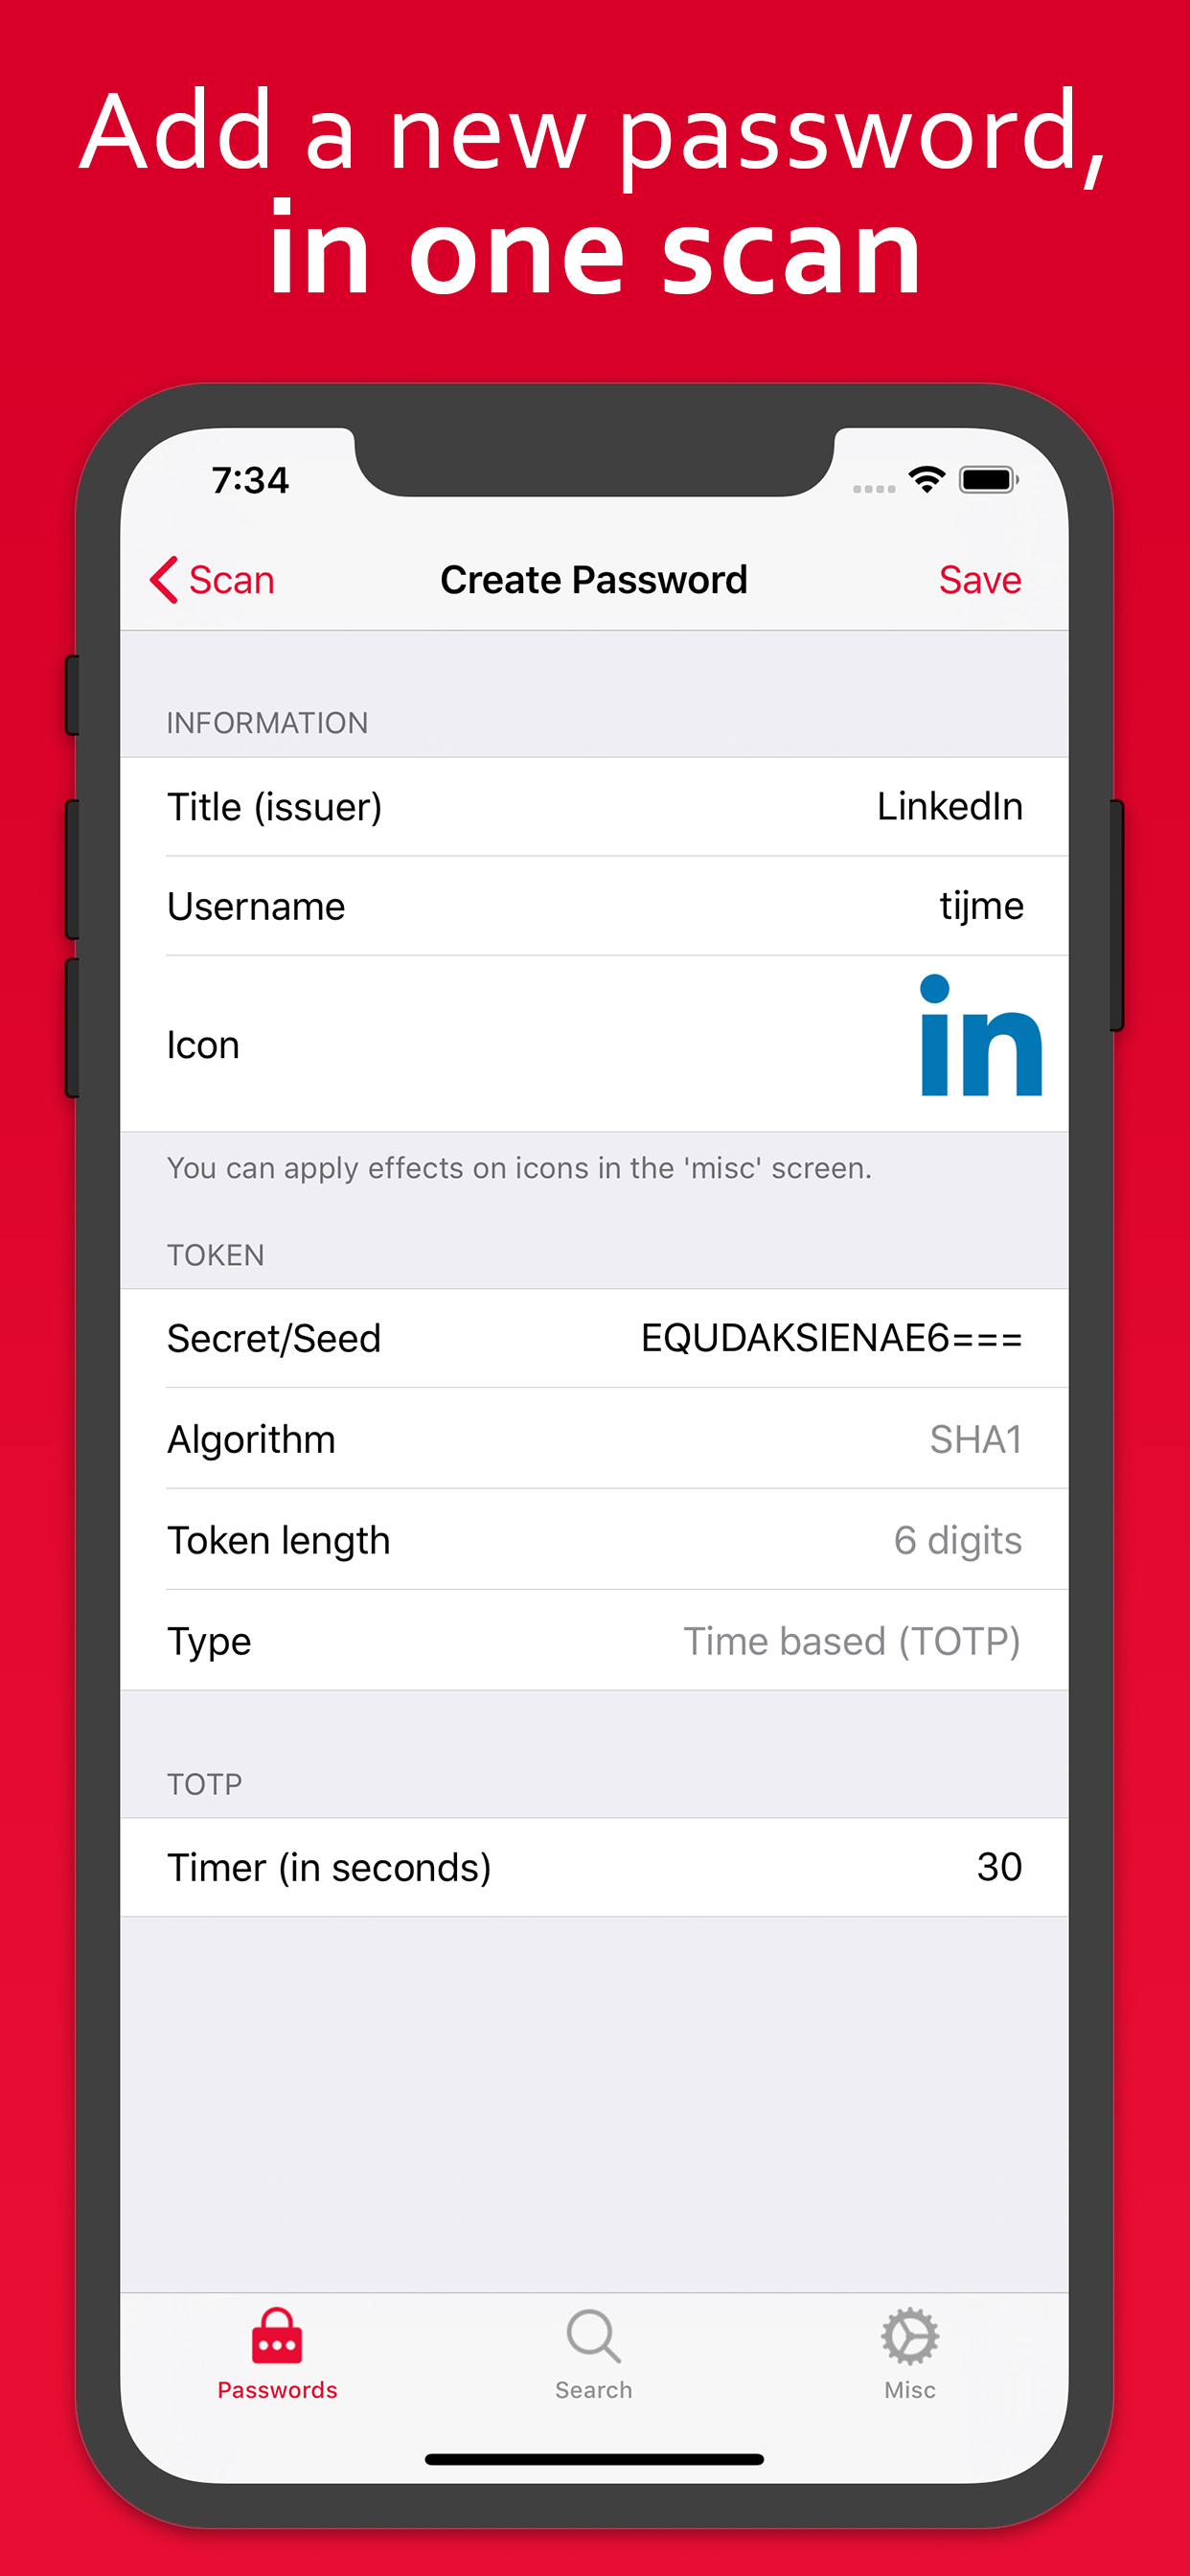 Add a new password,
in one scan
7:34
Scan
Create Password
Save
INFORMATION
Title (issuer)
LinkedIn
Username
tijme
Icon
in
You can apply effects on icons in the 'misc' screen.
TOKEN
Secret/Seed
EQUDAKSIENAE6===
Algorithm
SHA1
Token length
6 digits
Type
Time based (TOTP)
TOTP
Timer (in seconds)
30
Passwords
Search
Misc